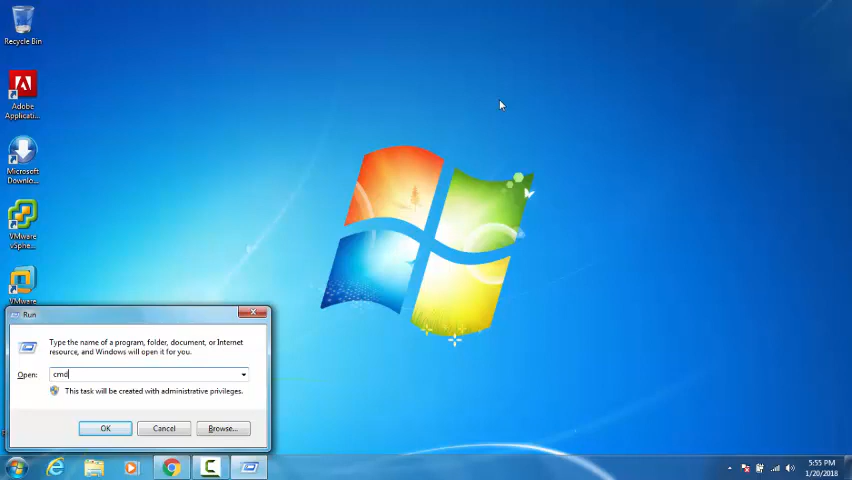 Recycle Bin
Adobe
Applicati...
Microsoft
Downlo...
VMware
vSphe...
VMware
Run
Type the name of a program, folder, document, or Internet
resource, and Windows will open it for you.
Open:
cmd
This task will be created with administrative privileges.
OK
Cancel
Browse...
5:55 PM
1/20/2018